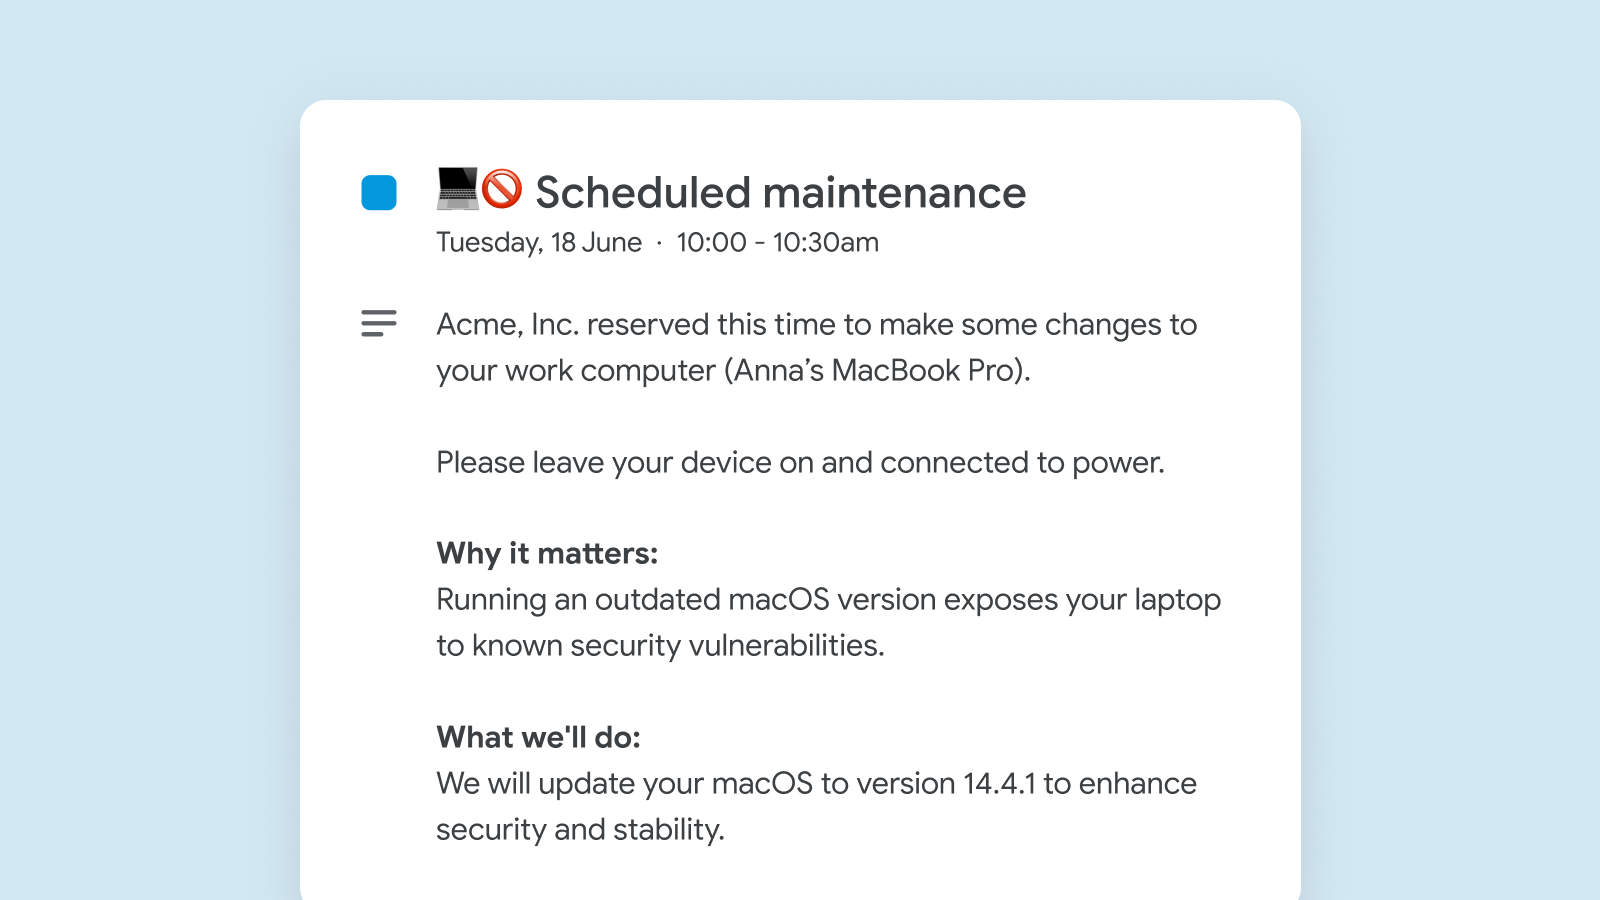 💻🚫 Scheduled maintenance
Tuesday, 18 June · 10:00 - 10:30am
Acme, Inc. reserved this time to make some changes to
your work computer (Anna’s MacBook Pro).
Please leave your device on and connected to power.
Why it matters:
Running an outdated macOS version exposes your laptop
to known security vulnerabilities.
What we'll do:
We will update your macOS to version 14.4.1 to enhance
security and stability.